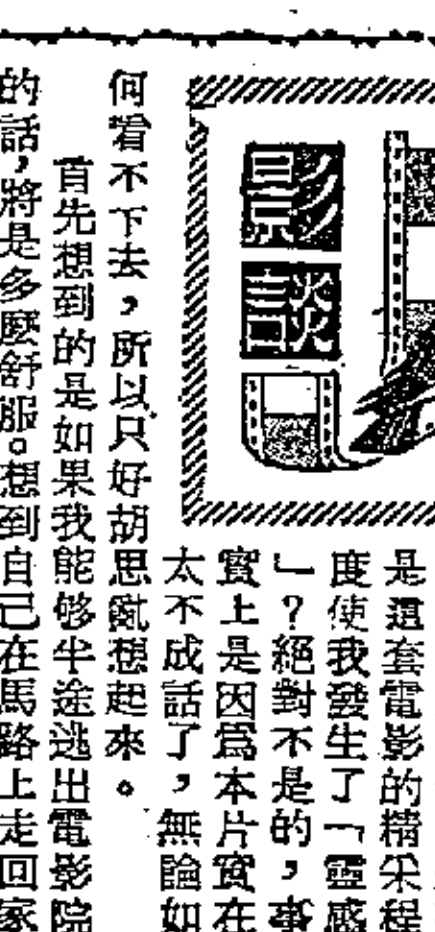 影談
是這套電影的精采程
度使我發生了「靈感
」？絕對不是的，事
實上是因爲本片實在
太不成話了，無論如
何看不下去，所以只好胡思亂想起來。
首先想到的是如果我能够半途逃出電影院
的話，將是多麼舒服。想到自己在馬路上走回家